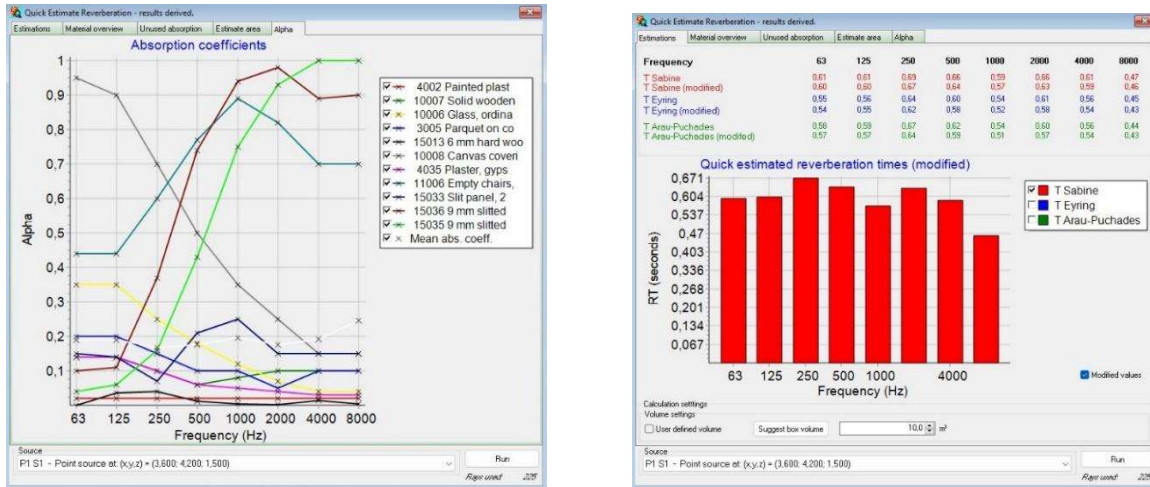 Quick Estimate Reverberation - results derived.
Estimations Material overview Unused absorption Estimate area Alpha
Absorption coefficients
Alpha
1
0,9
0,8
0,7
0,6
0,5
0,4
0,3
0,2
0,1
63 125 250 500 1000 2000 4000 8000
Frequency (Hz)
4002 Painted plast
10007 Solid wooden
10006 Glass, ordina
3005 Parquet on co
15013 6 mm hard woo
10008 Canvas coveri
4035 Plaster, gyps
11006 Empty chairs,
15033 Slit panel, 2
15036 9 mm slitted
15035 9 mm slitted
Mean abs. coeff.
Source
P1 S1 - Point source at: (x,y,z) = (3,600; 4,200; 1,500)
Run
Rays used: 225
Quick Estimate Reverberation - results derived.
Estimations Material overview Unused absorption Estimate area Alpha
Frequency 63 125 250 500 1000 2000 4000 8000
T Sabine 0,61 0,61 0,69 0,66 0,59 0,66 0,61 0,47
T Sabine (modified) 0,60 0,60 0,67 0,64 0,57 0,63 0,59 0,46
T Eyring 0,55 0,56 0,64 0,60 0,54 0,61 0,56 0,45
T Eyring (modified) 0,54 0,55 0,62 0,58 0,52 0,58 0,54 0,43
T Arau-Puchades 0,58 0,59 0,67 0,62 0,54 0,60 0,56 0,44
T Arau-Puchades (modified) 0,57 0,57 0,64 0,59 0,51 0,57 0,54 0,43
Quick estimated reverberation times (modified)
RT (seconds)
0,671
0,604
0,537
0,47
0,403
0,336
0,268
0,201
0,134
0,067
63 125 250 500 1000 4000
Frequency (Hz)
T Sabine
T Eyring
T Arau-Puchades
Modified values
Calculation settings
Volume settings
User defined volume Suggest box volume 10,0 m³
Source
P1 S1 - Point source at: (x,y,z) = (3,600; 4,200; 1,500)
Run
Rays used: